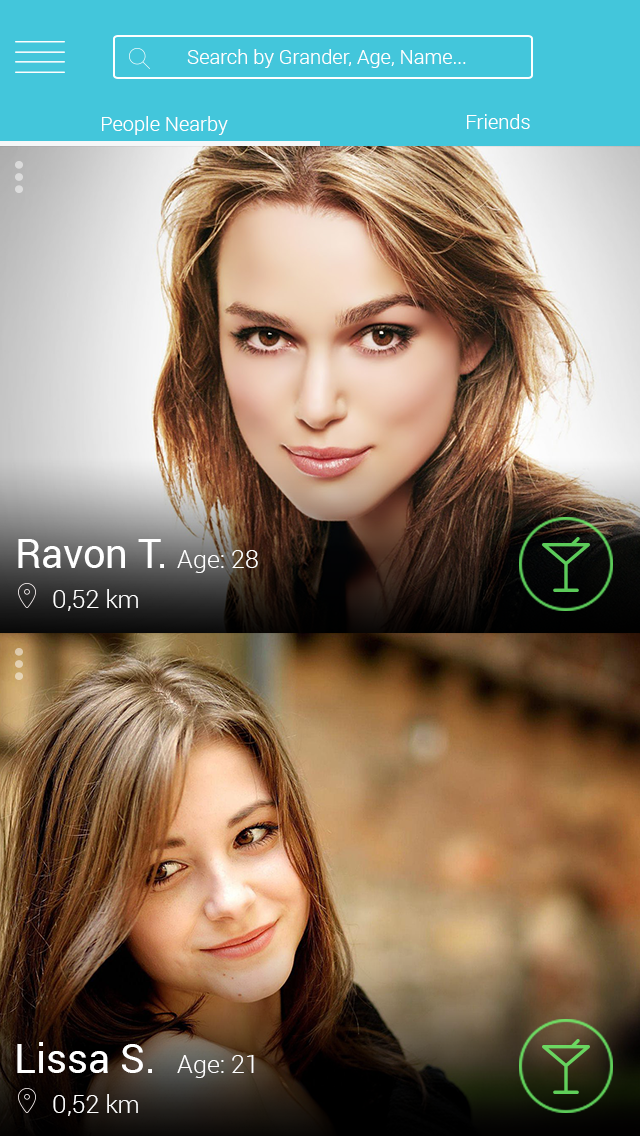 Search by Grander, Age, Name...
People Nearby
Friends
Ravon T. Age: 28
0,52 km
Lissa S. Age: 21
0,52 km